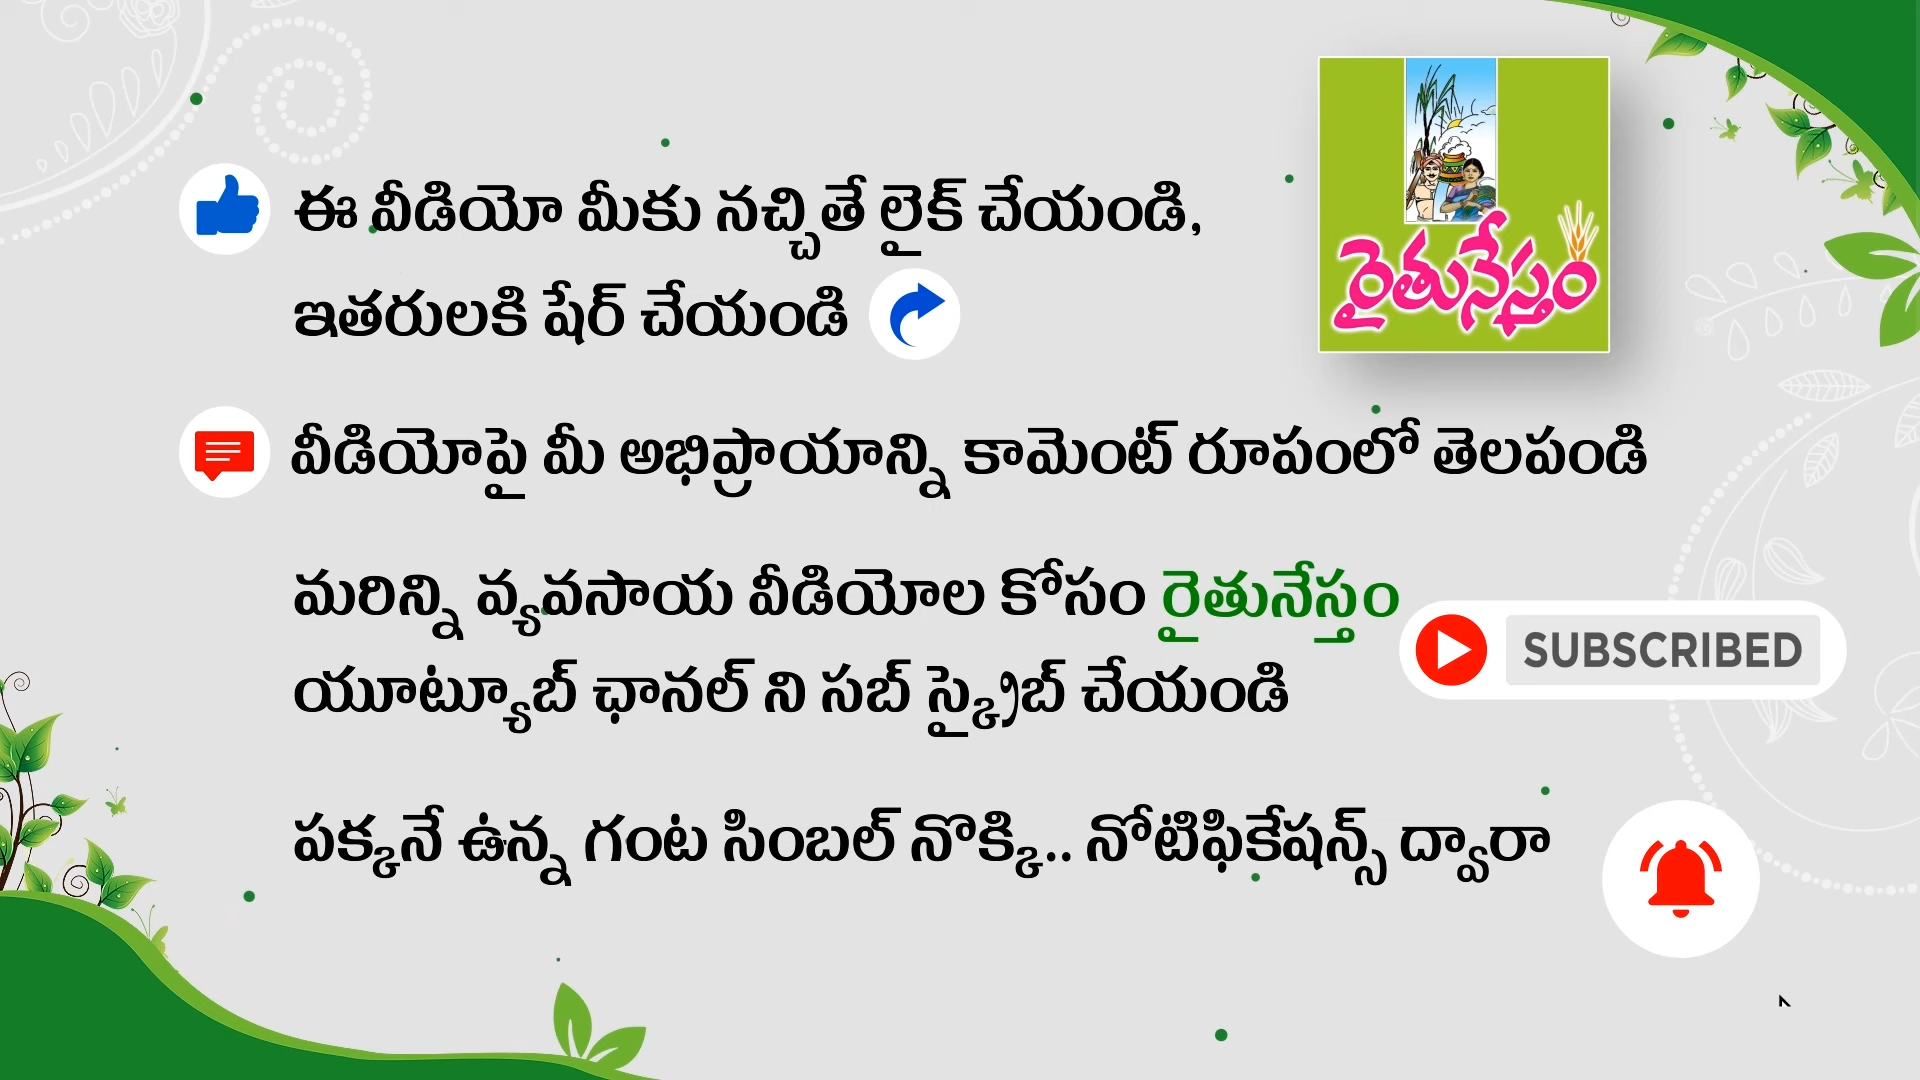 ఈ వీడియో మీకు నచ్చితే లైక్ చేయండి,
ఇతరులకి షేర్ చేయండి
రైతునేస్తం
వీడియోపై మీ అభిప్రాయాన్ని కామెంట్ రూపంలో తెలపండి
మరిన్ని వ్యవసాయ వీడియోల కోసం రైతునేస్తం
యూట్యూబ్ ఛానల్ ని సబ్ స్క్రైబ్ చేయండి
SUBSCRIBED
పక్కనే ఉన్న గంట సింబల్ నొక్కి.. నోటిఫికేషన్స్ ద్వారా